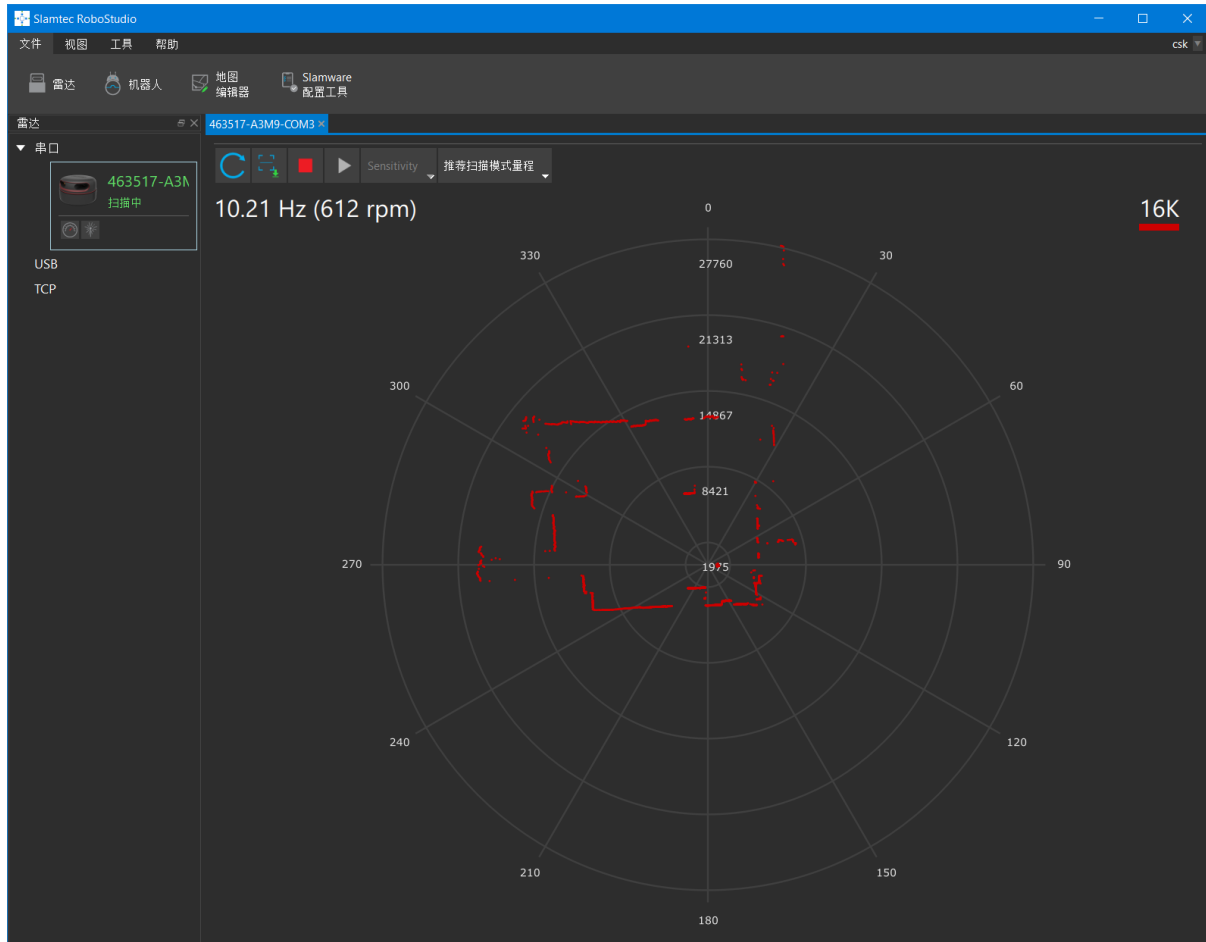 Slamtec RoboStudio
文件 视图 工具 帮助 csk
雷达 机器人 地图 编辑器 Slamware 配置工具
雷达 463517-A3M9-COM3
串口
463517-A3M
扫描中
USB
TCP
Sensitivity 推荐扫描模式量程
10.21 Hz (612 rpm) 16K
0
330 30
27760
21313
300 60
14867
8421
270 1975 90
240 120
210 150
180